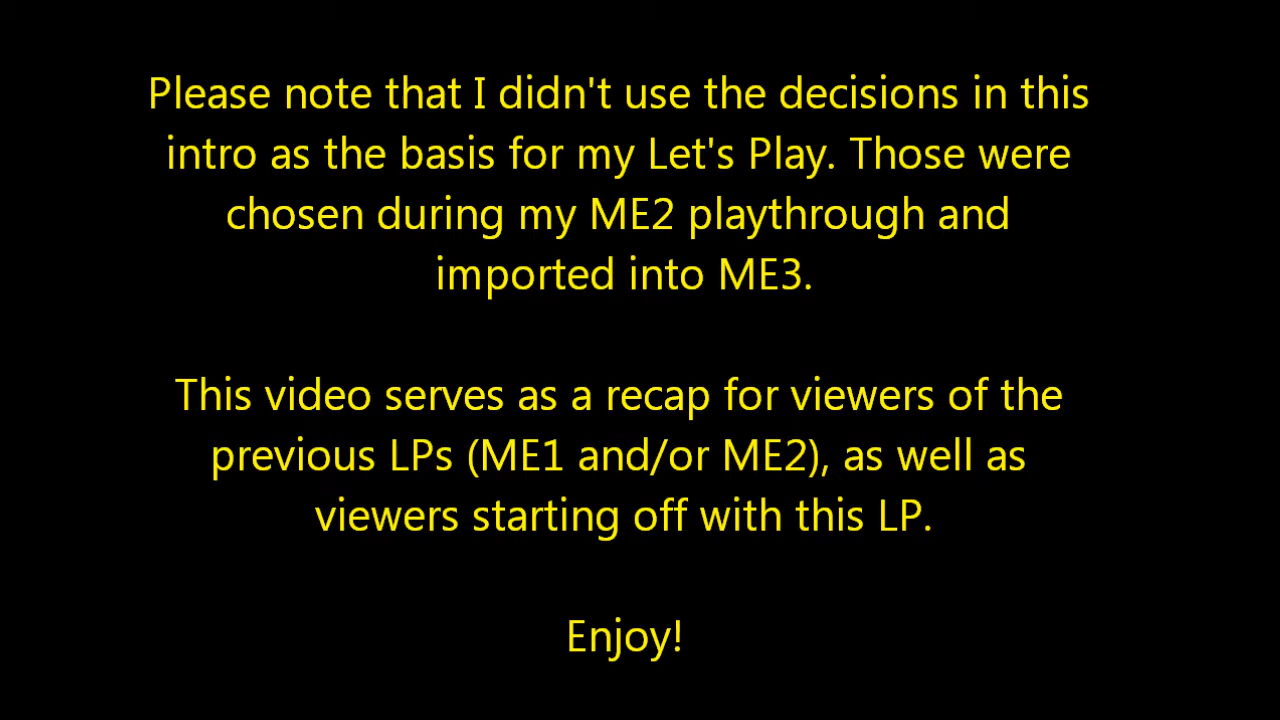 Please note that I didn't use the decisions in this
intro as the basis for my Let's Play. Those were
chosen during my ME2 playthrough and
imported into ME3.
This video serves as a recap for viewers of the
previous LPs (ME1 and/or ME2), as well as
viewers starting off with this LP.
Enjoy!